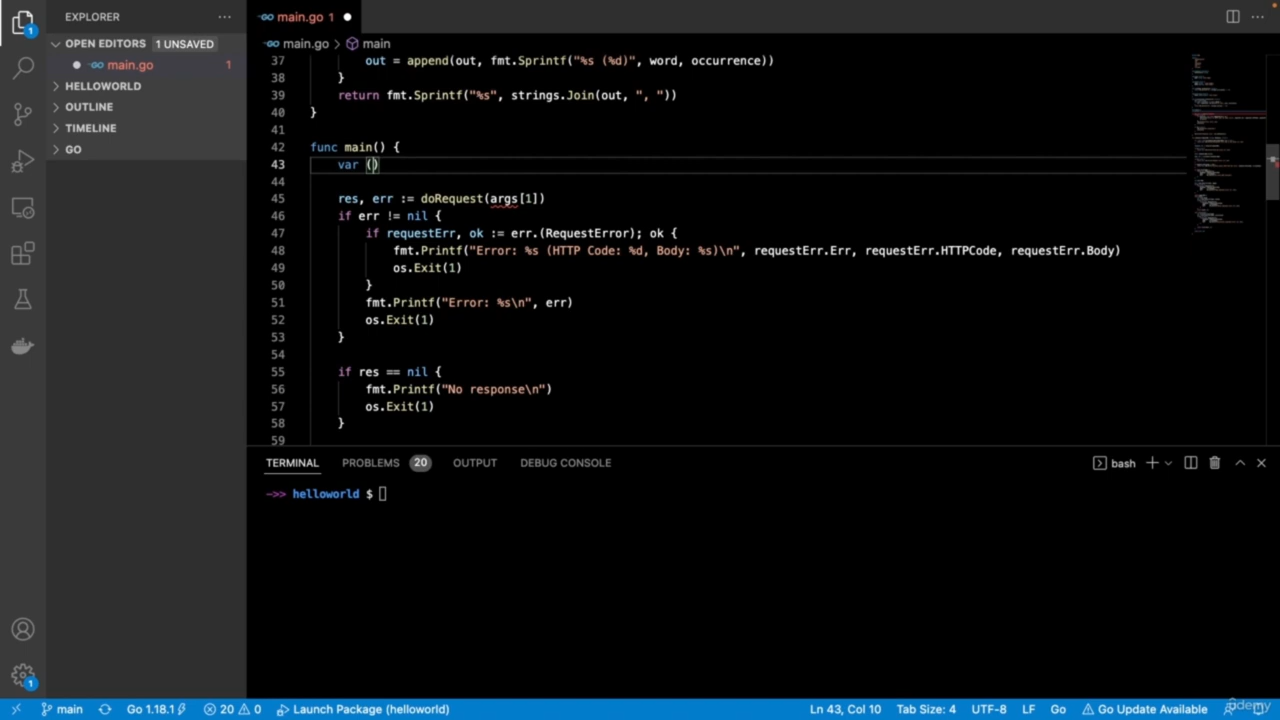 EXPLORER
OPEN EDITORS 1 UNSAVED
main.go 1
HELLOWORLD
OUTLINE
TIMELINE
GO
1
1
main.go 1
main.go > main
37 out = append(out, fmt.Sprintf("%s (%d)", word, occurrence))
38 }
39 return fmt.Sprintf("%s", strings.Join(out, ", "))
40 }
41
42 func main() {
43 var ()
44
45 res, err := doRequest(args[1])
46 if err != nil {
47 if requestErr, ok := err.(RequestError); ok {
48 fmt.Printf("Error: %s (HTTP Code: %d, Body: %s)\n", requestErr.Err, requestErr.HTTPCode, requestErr.Body)
49 os.Exit(1)
50 }
51 fmt.Printf("Error: %s\n", err)
52 os.Exit(1)
53 }
54
55 if res == nil {
56 fmt.Printf("No response\n")
57 os.Exit(1)
58 }
59
TERMINAL PROBLEMS 20 OUTPUT DEBUG CONSOLE bash
->> helloworld $
main Go 1.18.1 20 0 Launch Package (helloworld) Ln 43, Col 10 Tab Size: 4 UTF-8 LF Go Go Update Available
udemy